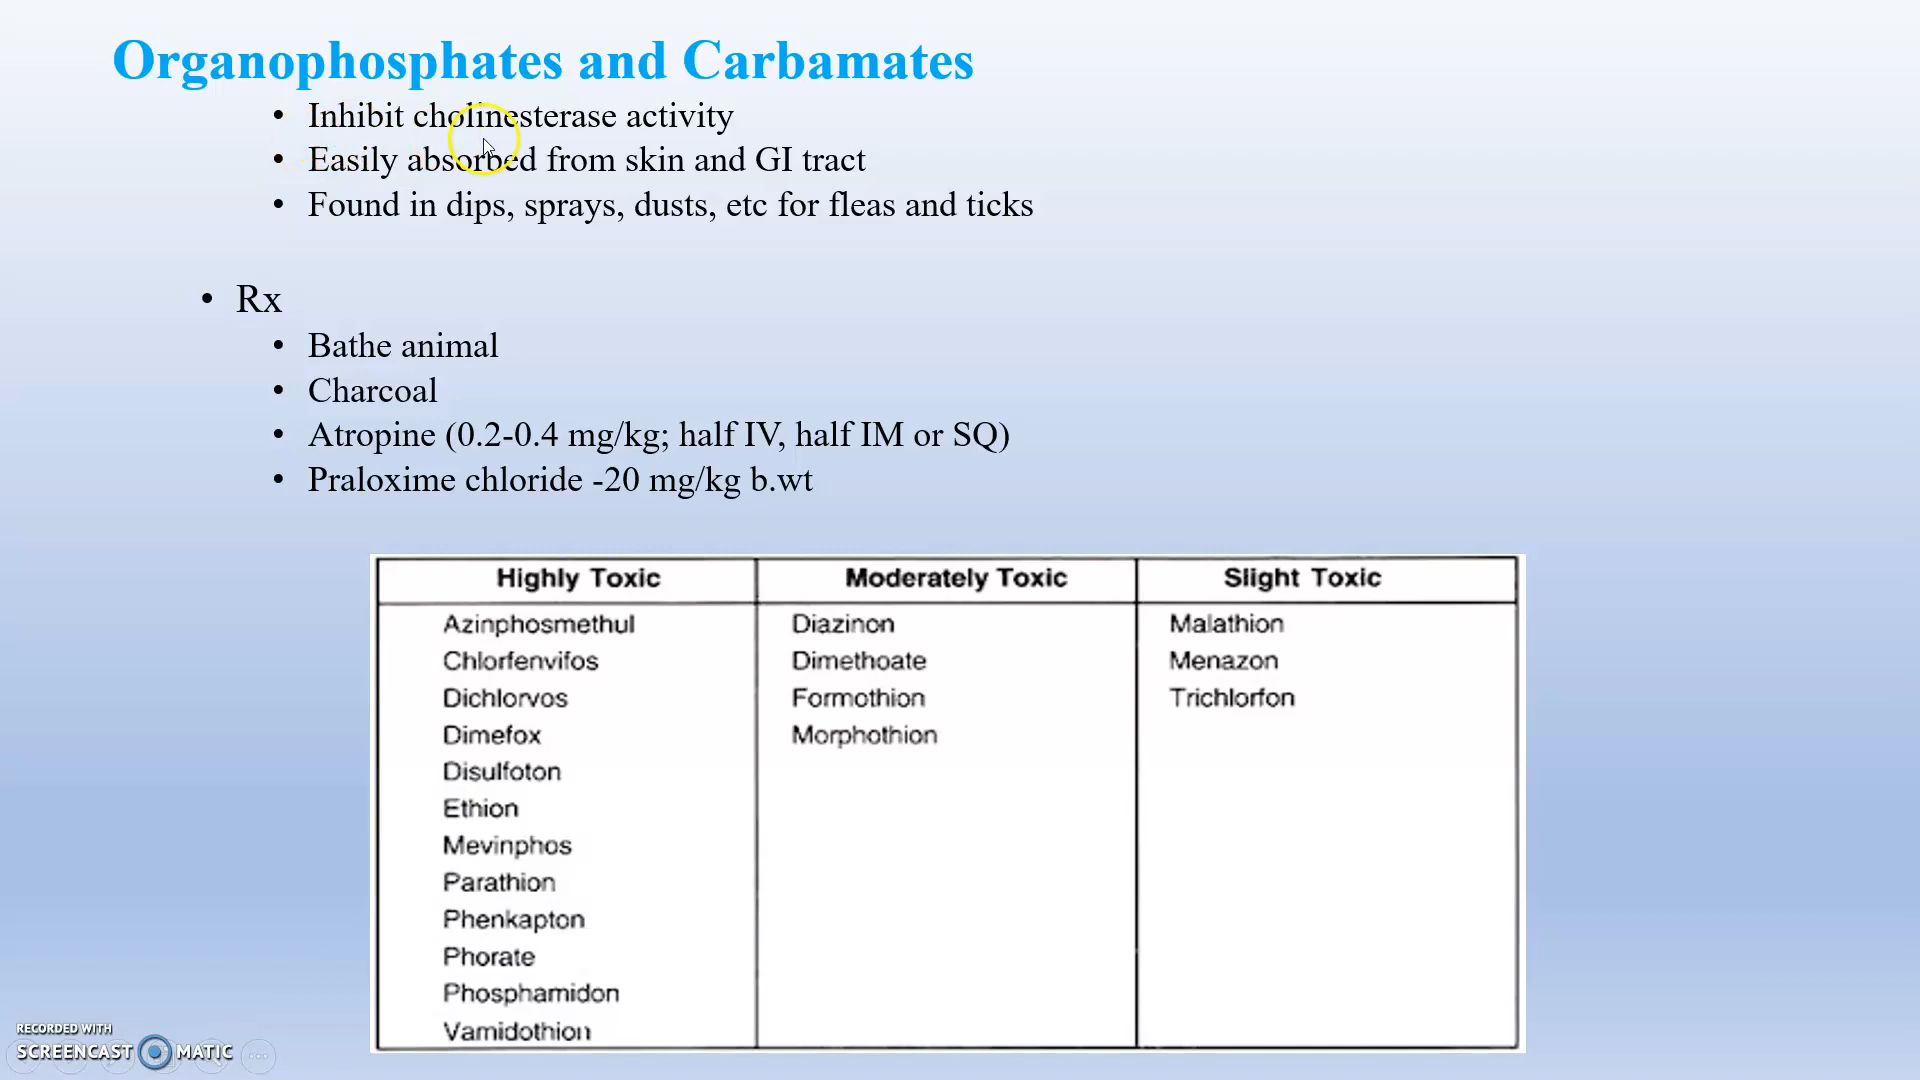 Organophosphates and Carbamates
• Inhibit cholinesterase activity
• Easily absorbed from skin and GI tract
• Found in dips, sprays, dusts, etc for fleas and ticks
• Rx
• Bathe animal
• Charcoal
• Atropine (0.2-0.4 mg/kg; half IV, half IM or SQ)
• Praloxime chloride -20 mg/kg b.wt
Highly Toxic Moderately Toxic Slight Toxic
Azinphosmethul Diazinon Malathion
Chlorfenvifos Dimethoate Menazon
Dichlorvos Formothion Trichlorfon
Dimefox Morphothion
Disulfoton
Ethion
Mevinphos
Parathion
Phenkapton
Phorate
Phosphamidon
Vamidothion
RECORDED WITH
SCREENCAST MATIC